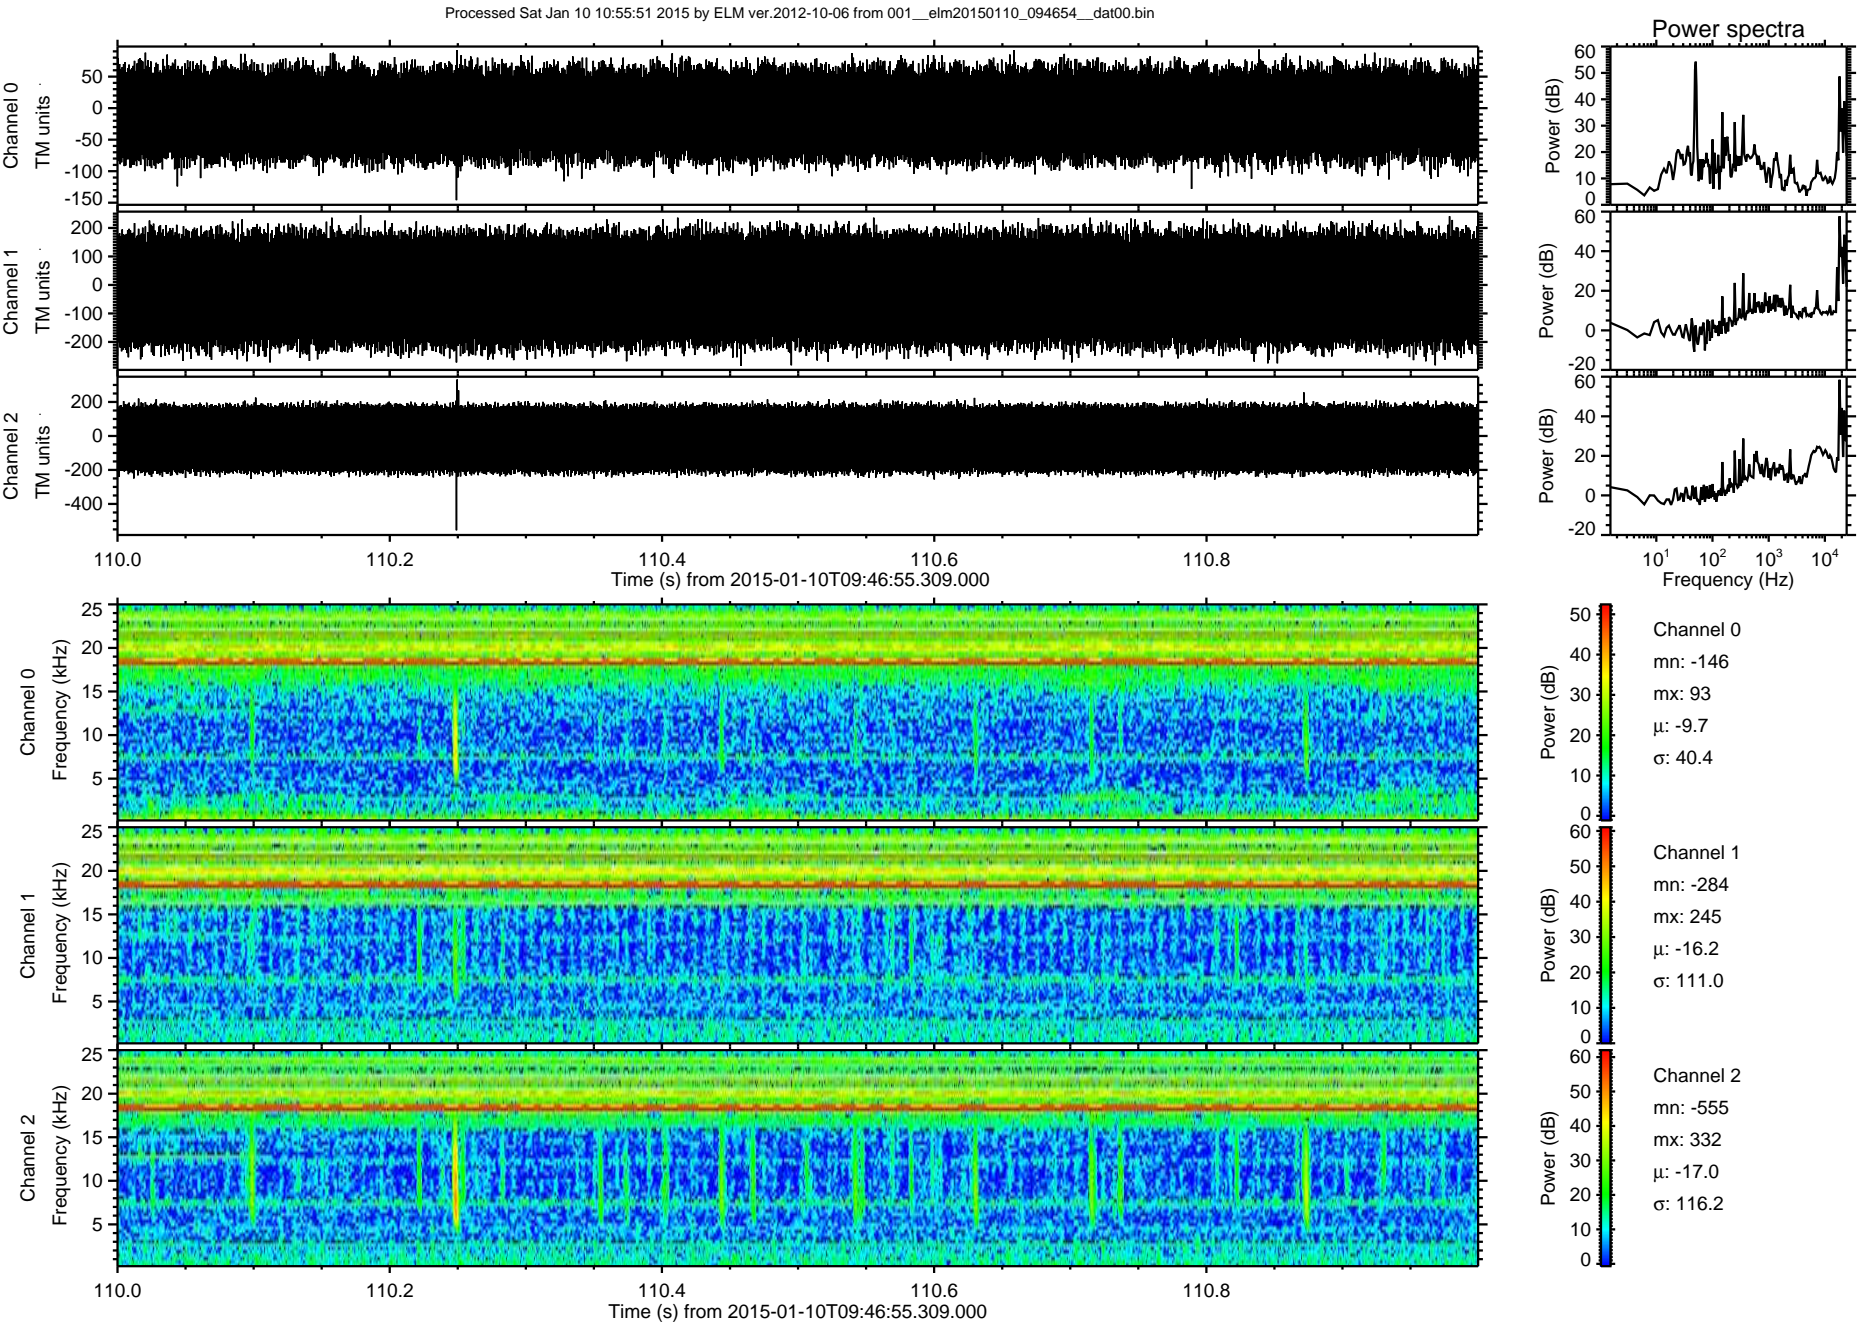 Processed Sat Jan 10 10:55:51 2015 by ELM ver.2012-10-06 from 001__elm20150110_094654__dat00.bin
Power spectra
Channel 0
TM units
50
0
-50
-100
-150
Power (dB)
60
50
40
30
20
10
0
Channel 1
TM units
200
100
0
-100
-200
Power (dB)
60
40
20
0
-20
Channel 2
TM units
200
0
-200
-400
Power (dB)
60
40
20
0
-20
110.0 110.2 110.4 110.6 110.8
Time (s) from 2015-01-10T09:46:55.309.000
10^1 10^2 10^3 10^4
Frequency (Hz)
Channel 0
Frequency (kHz)
25
20
15
10
5
Power (dB)
50
40
30
20
10
0
Channel 0
mn: -146
mx: 93
μ: -9.7
σ: 40.4
Channel 1
Frequency (kHz)
25
20
15
10
5
Power (dB)
60
50
40
30
20
10
0
Channel 1
mn: -284
mx: 245
μ: -16.2
σ: 111.0
Channel 2
Frequency (kHz)
25
20
15
10
5
Power (dB)
60
50
40
30
20
10
0
Channel 2
mn: -555
mx: 332
μ: -17.0
σ: 116.2
110.0 110.2 110.4 110.6 110.8
Time (s) from 2015-01-10T09:46:55.309.000